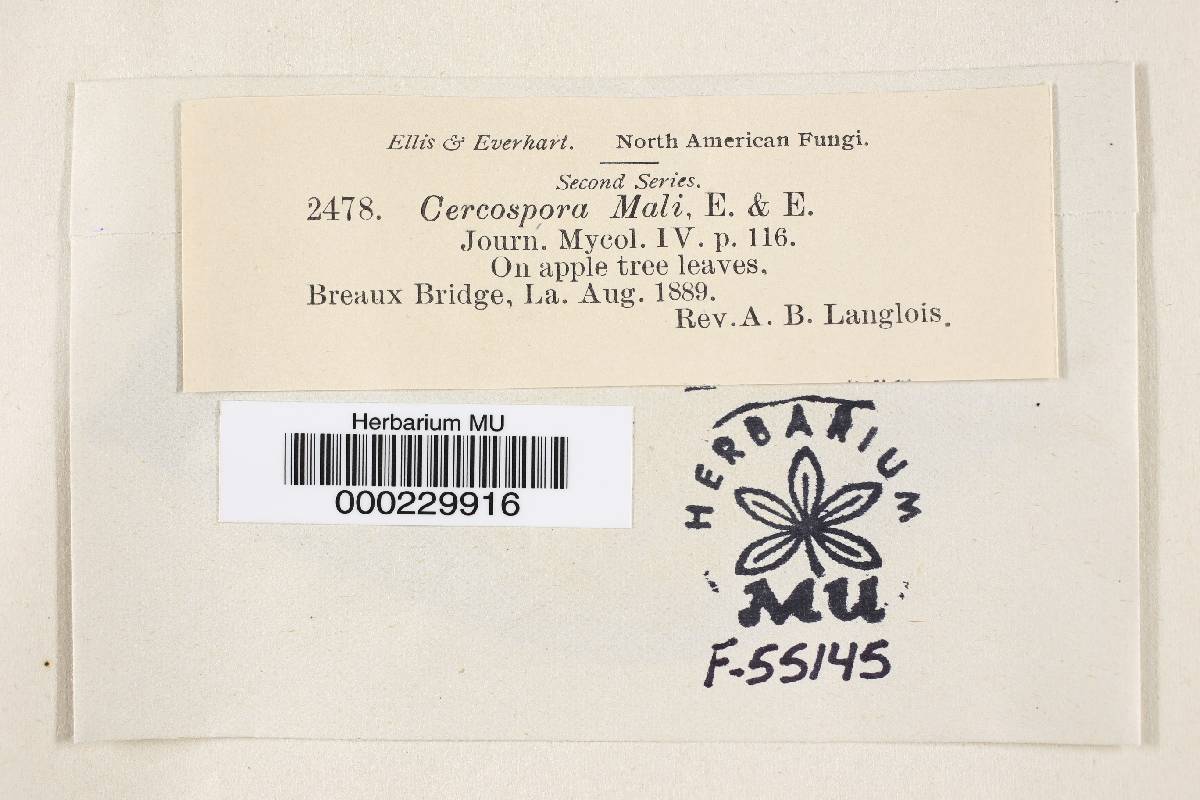 Ellis & Everhart. North American Fungi.
Second Series.
2478. Cercospora Mali, E. & E.
Journ. Mycol. IV. p. 116.
On apple tree leaves.
Breaux Bridge, La. Aug. 1889.
Rev. A. B. Langlois.
Herbarium MU
000229916
HERBARIUM
MU
F-55145